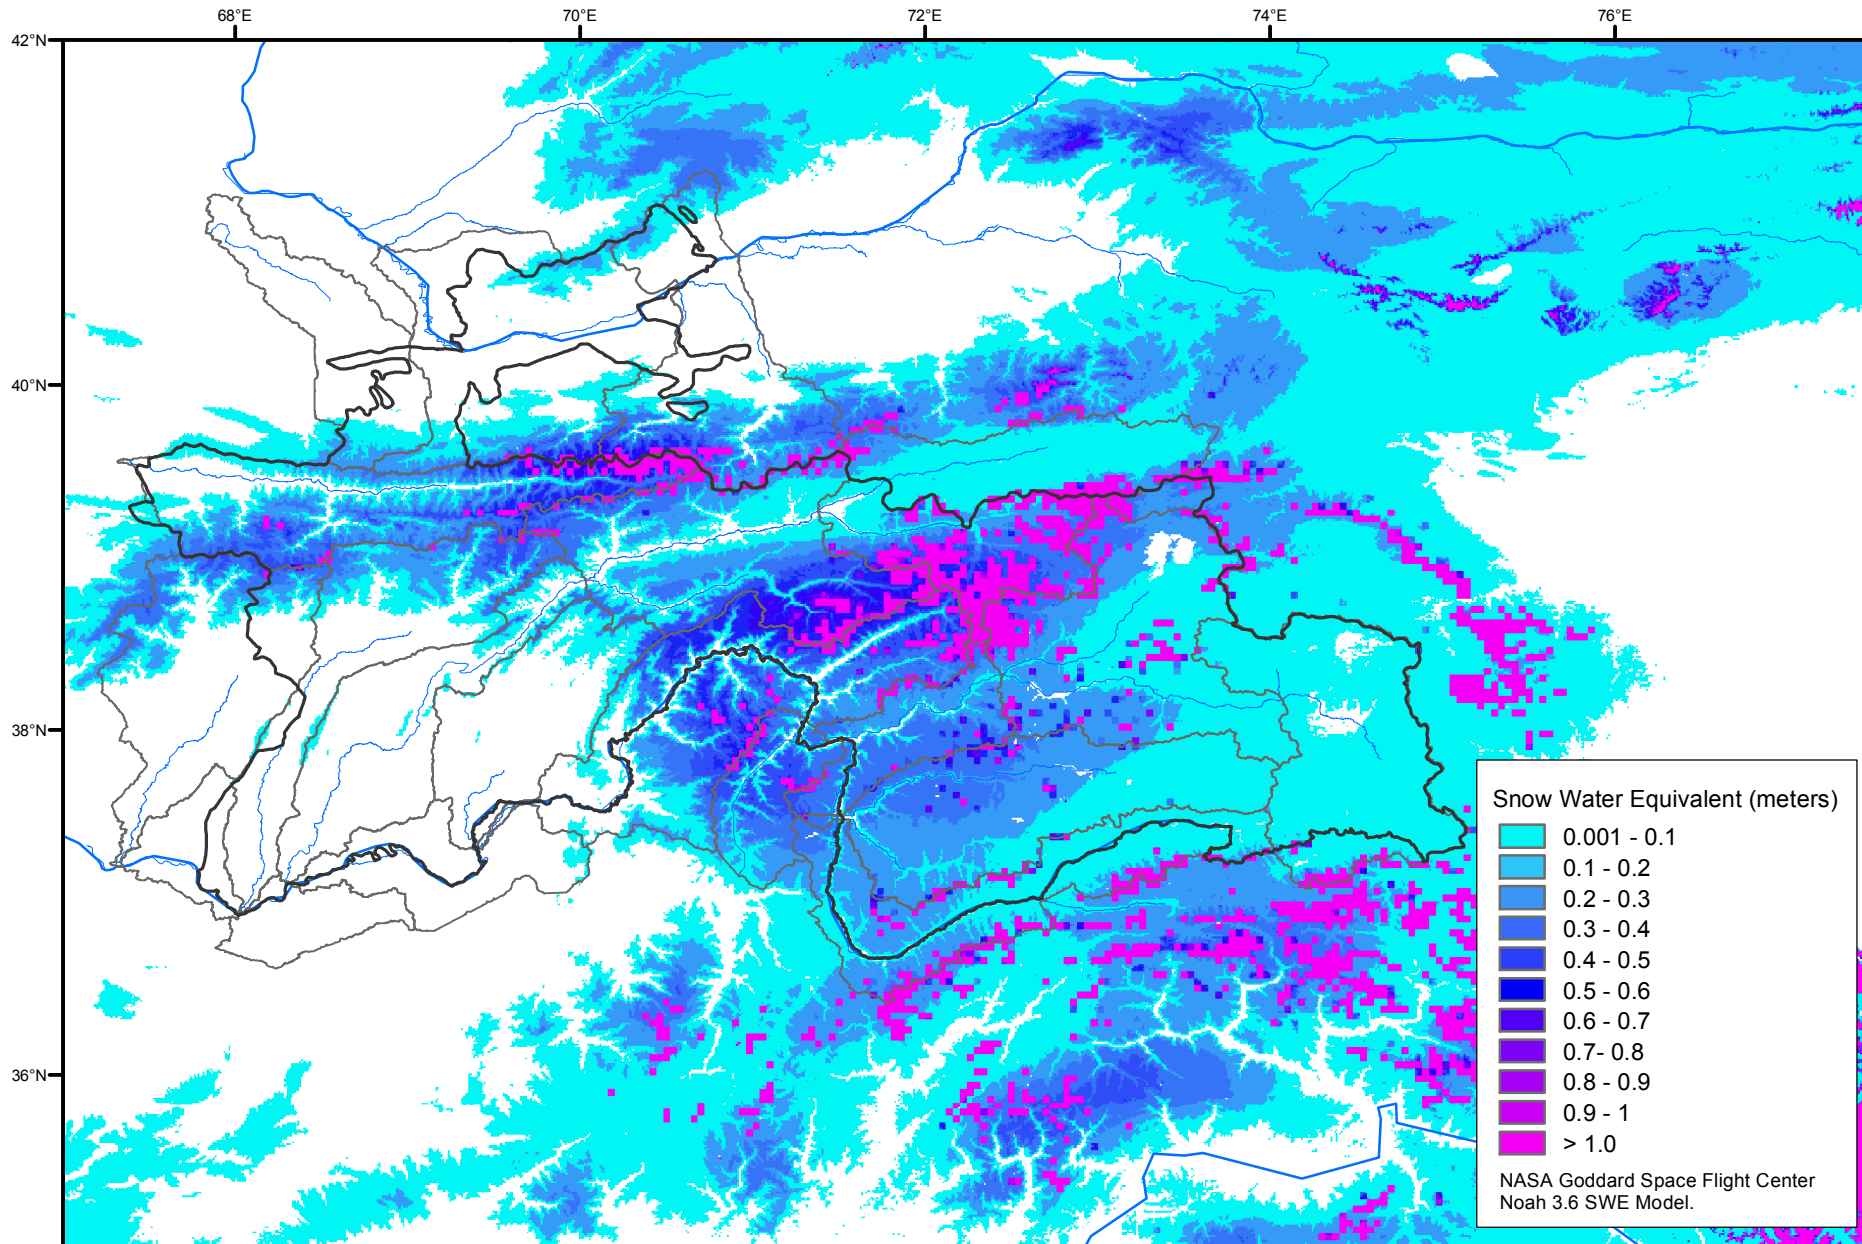 68°E 70°E 72°E 74°E 76°E
42°N
40°N
38°N
36°N
Snow Water Equivalent (meters)
0.001 - 0.1
0.1 - 0.2
0.2 - 0.3
0.3 - 0.4
0.4 - 0.5
0.5 - 0.6
0.6 - 0.7
0.7- 0.8
0.8 - 0.9
0.9 - 1
> 1.0
NASA Goddard Space Flight Center
Noah 3.6 SWE Model.